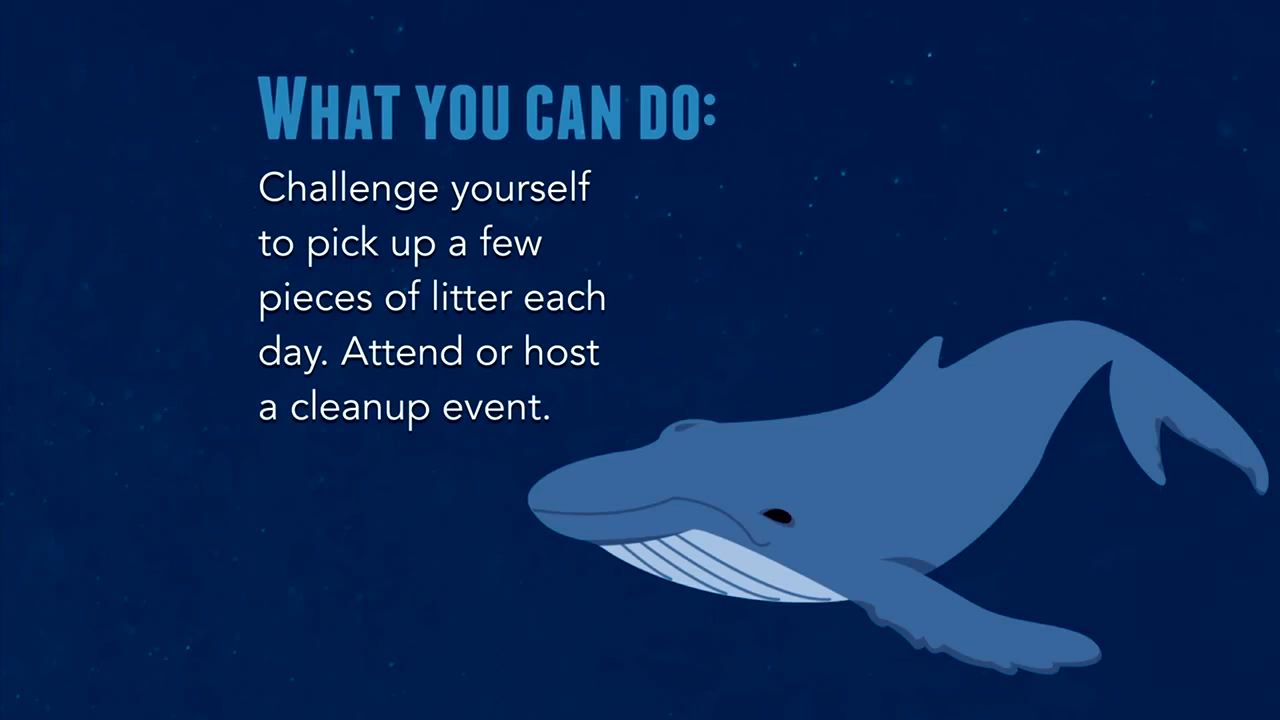 What you can do:
Challenge yourself
to pick up a few
pieces of litter each
day. Attend or host
a cleanup event.